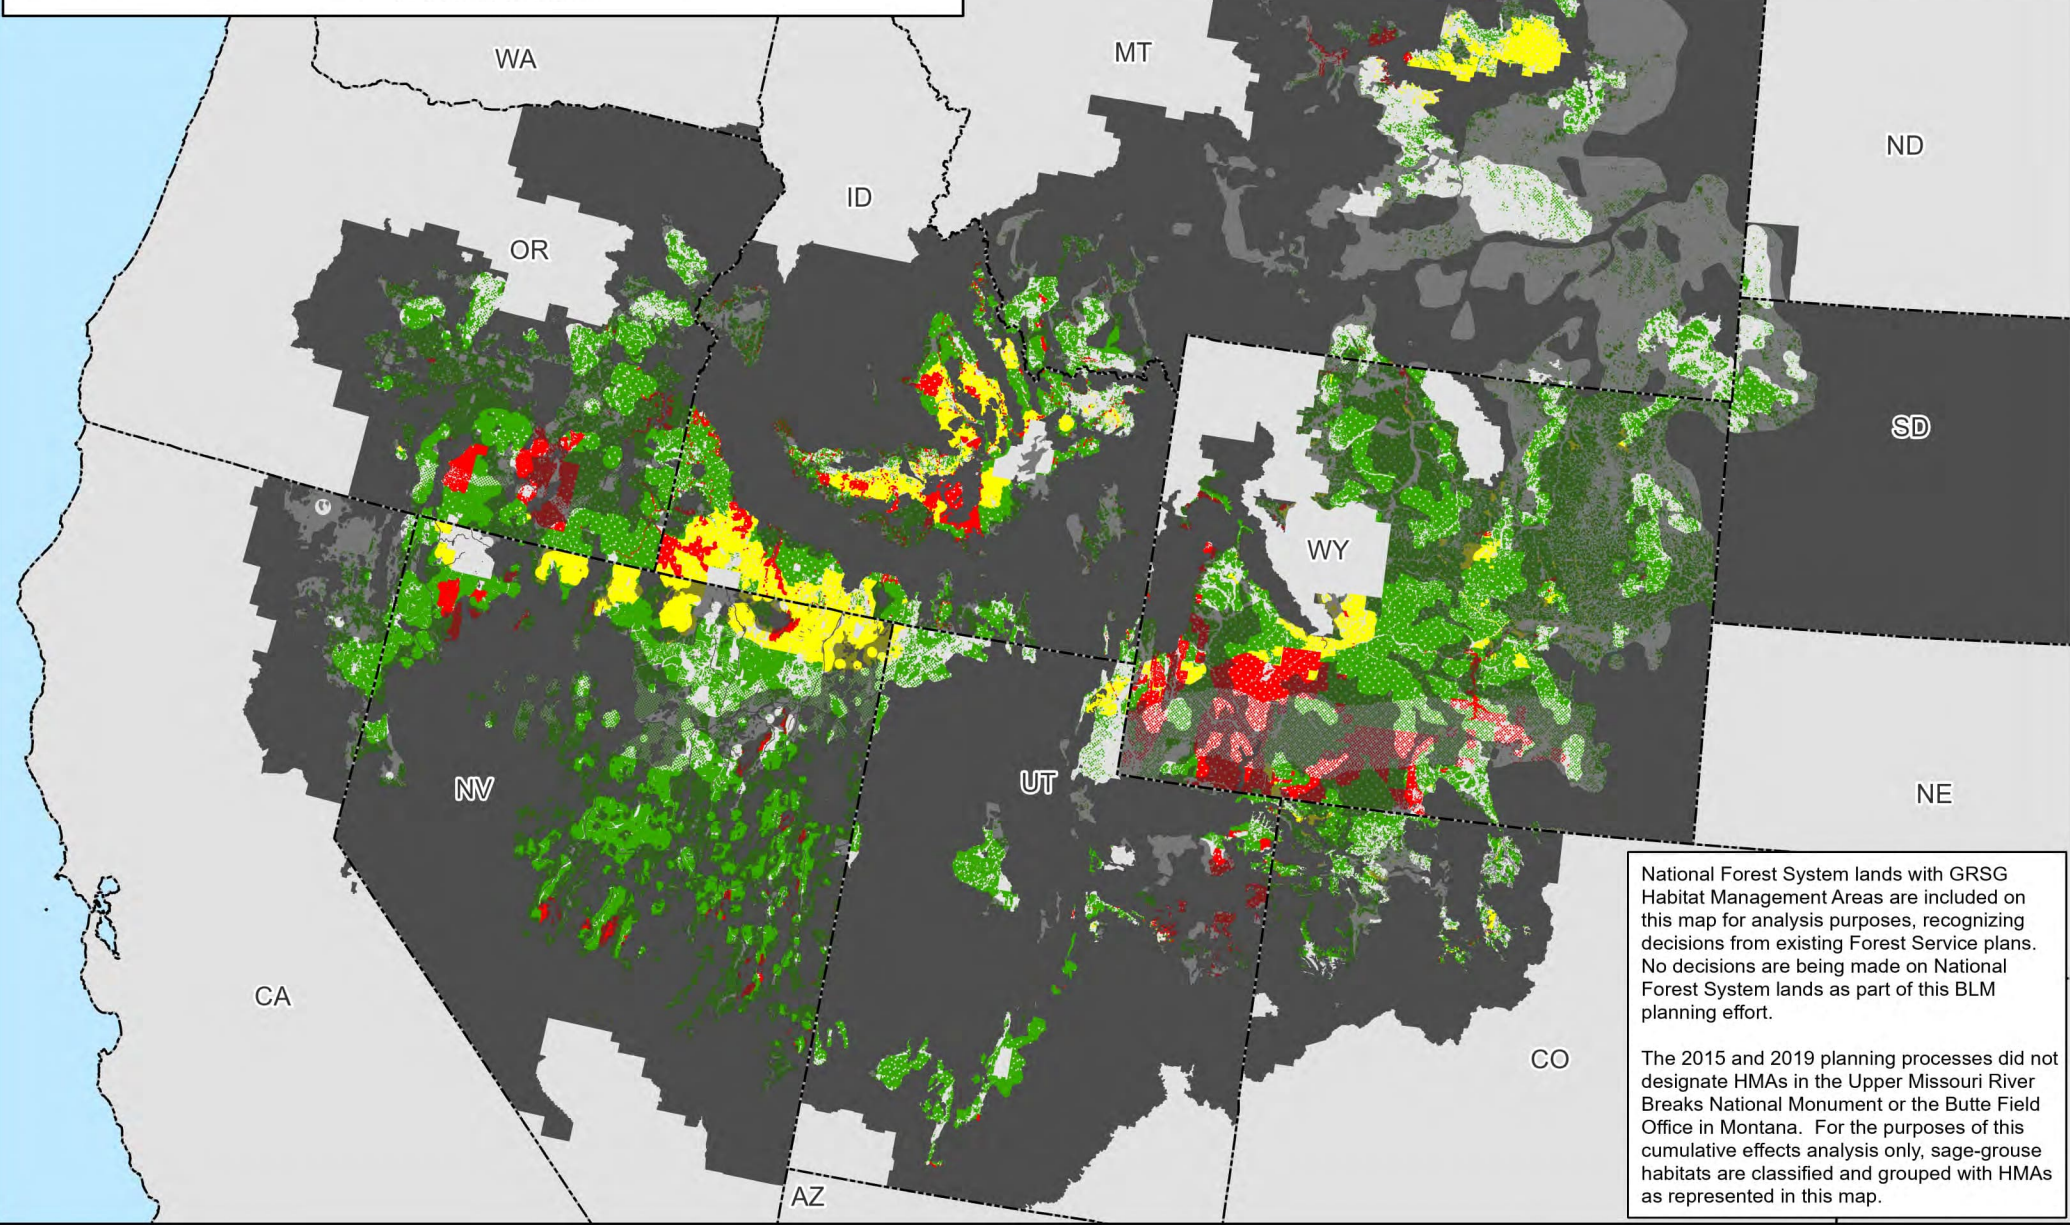 WA
MT
ND
ID
OR
SD
WY
NV
UT
NE
CA
CO
AZ
National Forest System lands with GRSG
Habitat Management Areas are included on
this map for analysis purposes, recognizing
decisions from existing Forest Service plans.
No decisions are being made on National
Forest System lands as part of this BLM
planning effort.
The 2015 and 2019 planning processes did not
designate HMAs in the Upper Missouri River
Breaks National Monument or the Butte Field
Office in Montana.  For the purposes of this
cumulative effects analysis only, sage-grouse
habitats are classified and grouped with HMAs
as represented in this map.